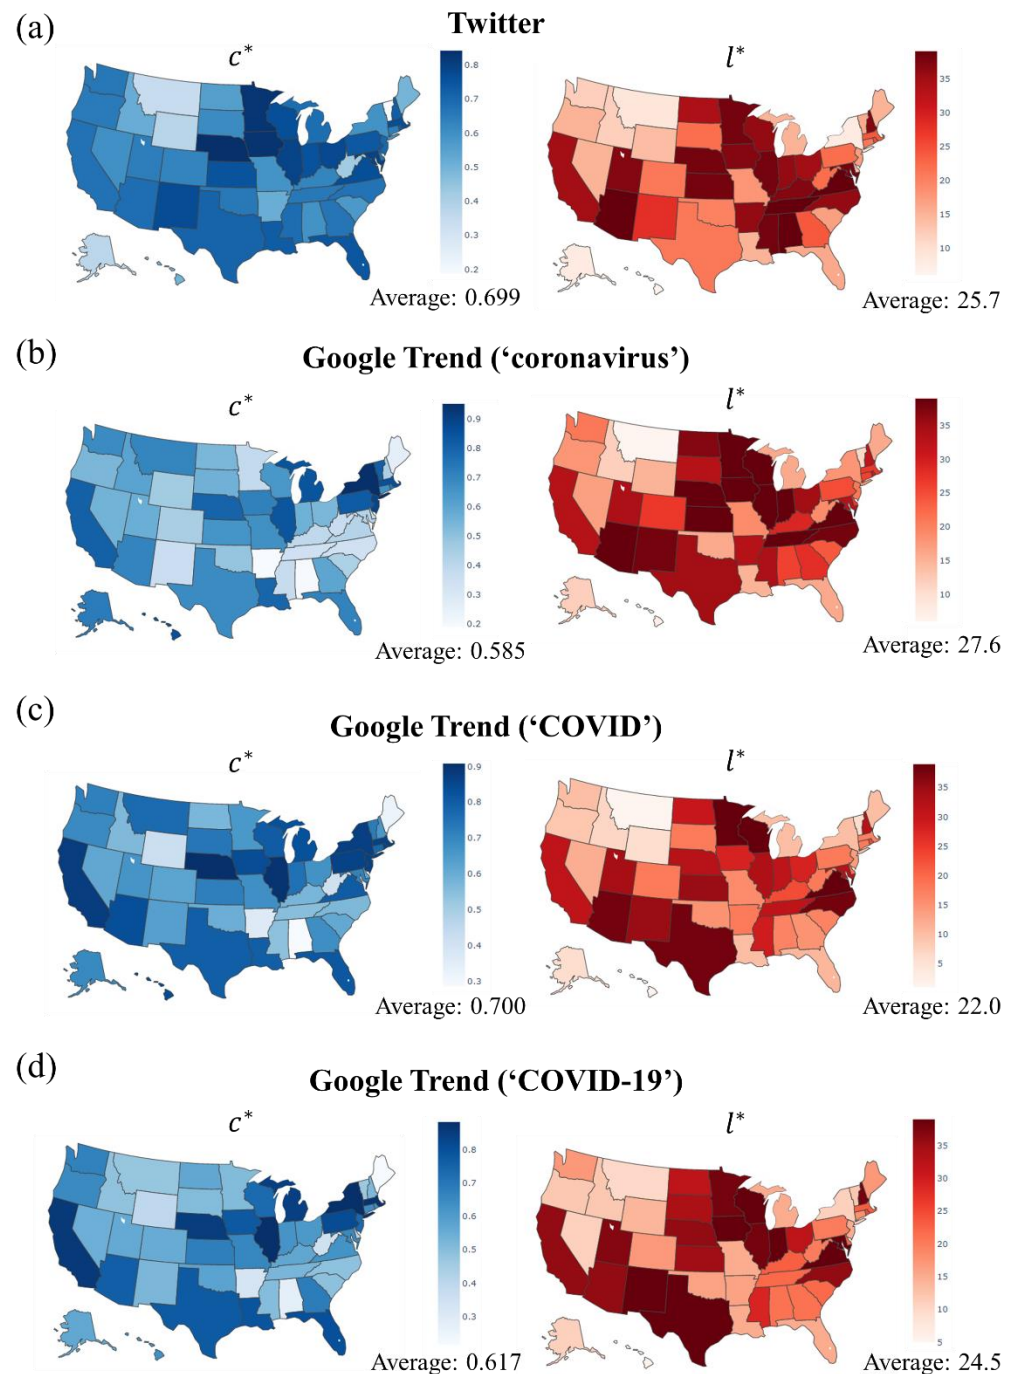 (a)
Twitter
c*
l*
0.8
0.7
0.6
0.5
0.4
0.3
0.2
35
30
25
20
15
10
Average: 0.699
Average: 25.7
(b)
Google Trend (‘coronavirus’)
c*
l*
0.9
0.8
0.7
0.6
0.5
0.4
0.3
0.2
35
30
25
20
15
10
Average: 0.585
Average: 27.6
(c)
Google Trend (‘COVID’)
c*
l*
0.9
0.8
0.7
0.6
0.5
0.4
0.3
35
30
25
20
15
10
5
Average: 0.700
Average: 22.0
(d)
Google Trend (‘COVID-19’)
c*
l*
0.8
0.7
0.6
0.5
0.4
0.3
35
30
25
20
15
10
5
Average: 0.617
Average: 24.5